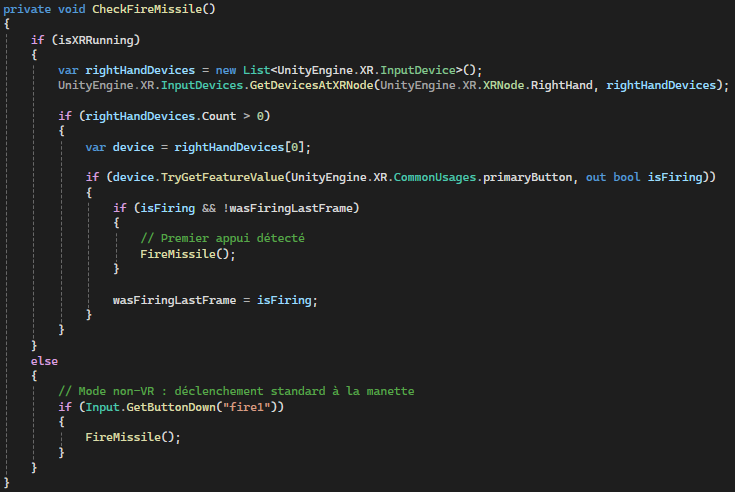 private void CheckFireMissile()
{
    if (isXRRunning)
    {
        var rightHandDevices = new List<UnityEngine.XR.InputDevice>();
        UnityEngine.XR.InputDevices.GetDevicesAtXRNode(UnityEngine.XR.XRNode.RightHand, rightHandDevices);

        if (rightHandDevices.Count > 0)
        {
            var device = rightHandDevices[0];

            if (device.TryGetFeatureValue(UnityEngine.XR.CommonUsages.primaryButton, out bool isFiring))
            {
                if (isFiring && !wasFiringLastFrame)
                {
                    // Premier appui détecté
                    FireMissile();
                }

                wasFiringLastFrame = isFiring;
            }
        }
    }
    else
    {
        // Mode non-VR : déclenchement standard à la manette
        if (Input.GetButtonDown("fire1"))
        {
            FireMissile();
        }
    }
}